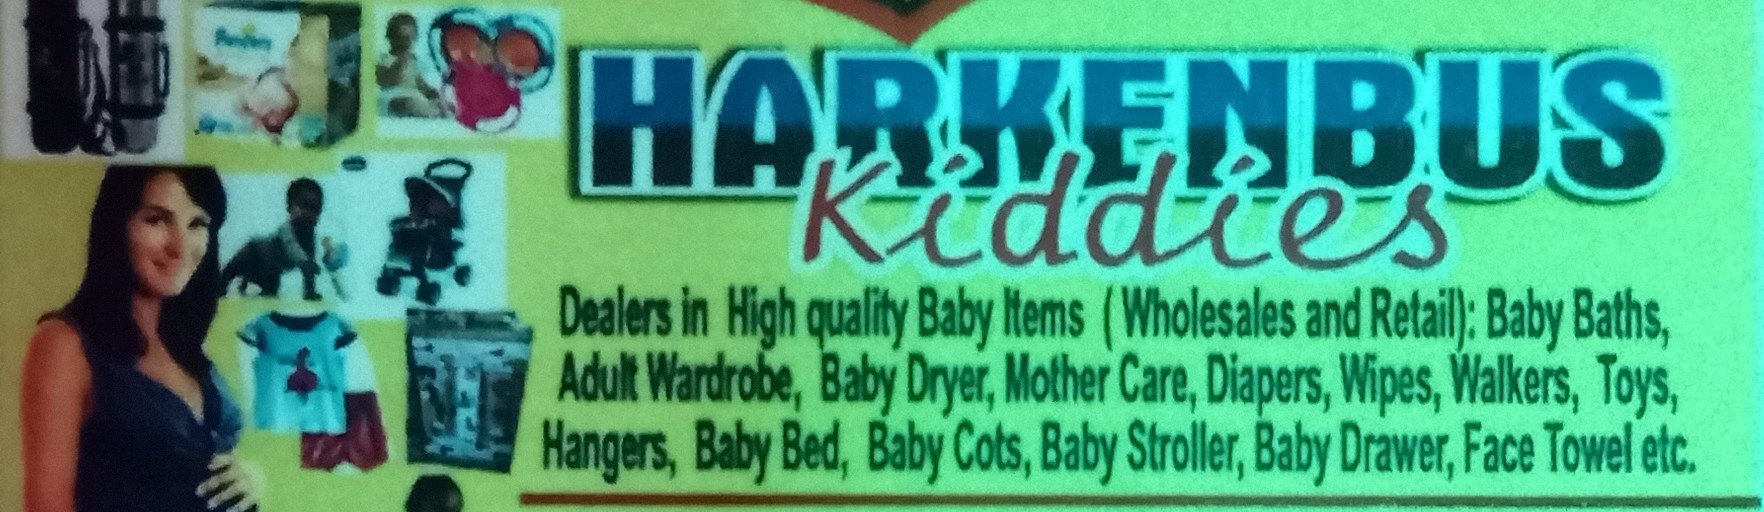 Pampers
HARKENBUS
Kiddies
Dealers in High quality Baby Items ( Wholesales and Retail): Baby Baths,
Adult Wardrobe, Baby Dryer, Mother Care, Diapers, Wipes, Walkers, Toys,
Hangers, Baby Bed, Baby Cots, Baby Stroller, Baby Drawer, Face Towel etc.